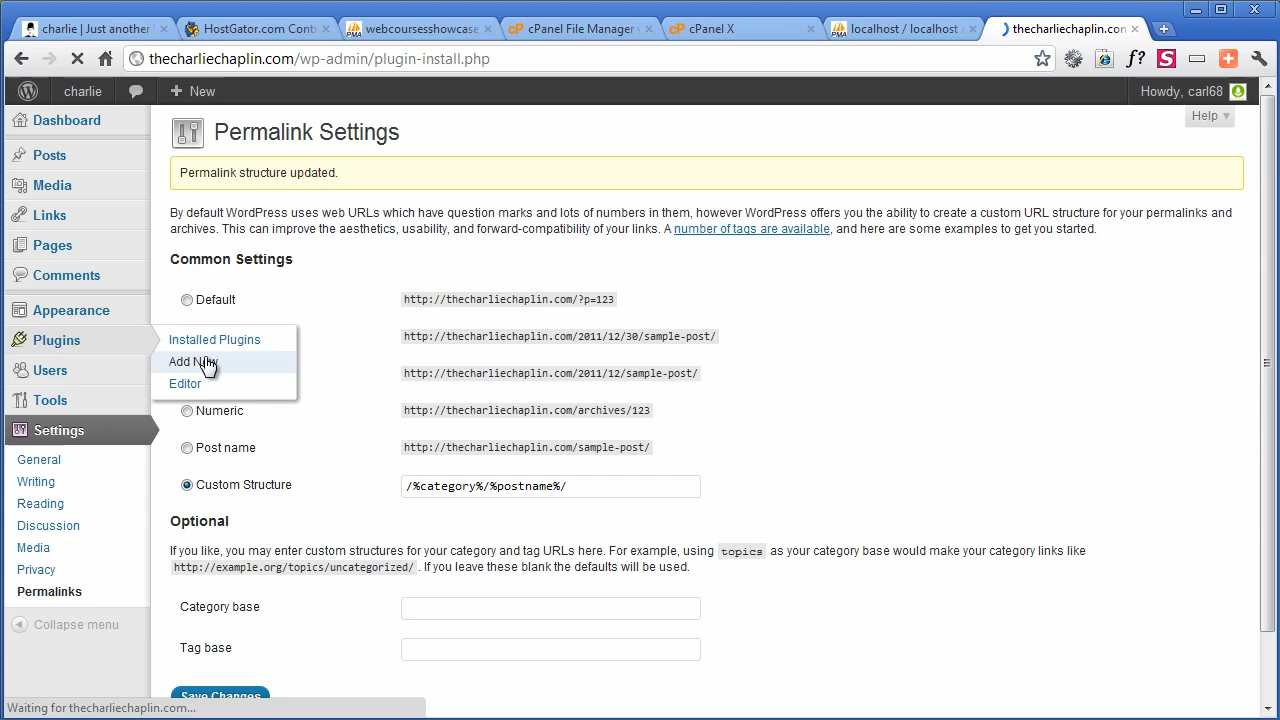 charlie | Just another
HostGator.com Contr
webcoursesshowcase
cPanel File Manager
cPanel X
localhost / localhost /
thecharliechaplin.con
thecharliechaplin.com/wp-admin/plugin-install.php
charlie
New
Howdy, carl68
Help
Dashboard
Posts
Media
Links
Pages
Comments
Appearance
Plugins
Users
Tools
Settings
General
Writing
Reading
Discussion
Media
Privacy
Permalinks
Collapse menu
Installed Plugins
Add New
Editor
Permalink Settings
Permalink structure updated.
By default WordPress uses web URLs which have question marks and lots of numbers in them, however WordPress offers you the ability to create a custom URL structure for your permalinks and
archives. This can improve the aesthetics, usability, and forward-compatibility of your links. A number of tags are available, and here are some examples to get you started.
Common Settings
Default http://thecharliechaplin.com/?p=123
http://thecharliechaplin.com/2011/12/30/sample-post/
http://thecharliechaplin.com/2011/12/sample-post/
Numeric http://thecharliechaplin.com/archives/123
Post name http://thecharliechaplin.com/sample-post/
Custom Structure /%category%/%postname%/
Optional
If you like, you may enter custom structures for your category and tag URLs here. For example, using topics as your category base would make your category links like
http://example.org/topics/uncategorized/ . If you leave these blank the defaults will be used.
Category base
Tag base
Save Changes
Waiting for thecharliechaplin.com...